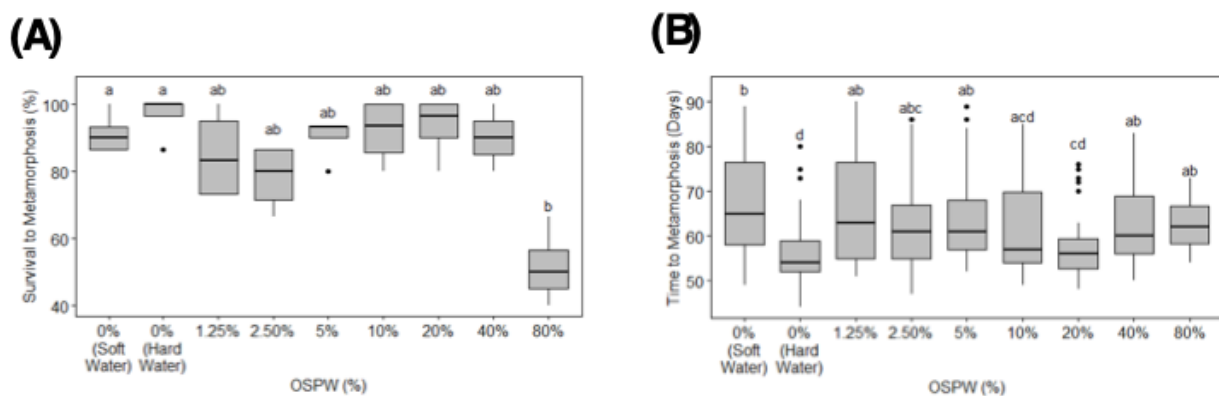 (A)
(B)
Survival to Metamorphosis (%)
100
80
60
40
a
a
ab
ab
ab
ab
ab
ab
b
0%
(Soft
Water)
0%
(Hard
Water)
1.25%
2.50%
5%
10%
20%
40%
80%
OSPW (%)
Time to Metamorphosis (Days)
90
80
70
60
50
b
d
ab
abc
ab
acd
cd
ab
ab
0%
(Soft
Water)
0%
(Hard
Water)
1.25%
2.50%
5%
10%
20%
40%
80%
OSPW (%)